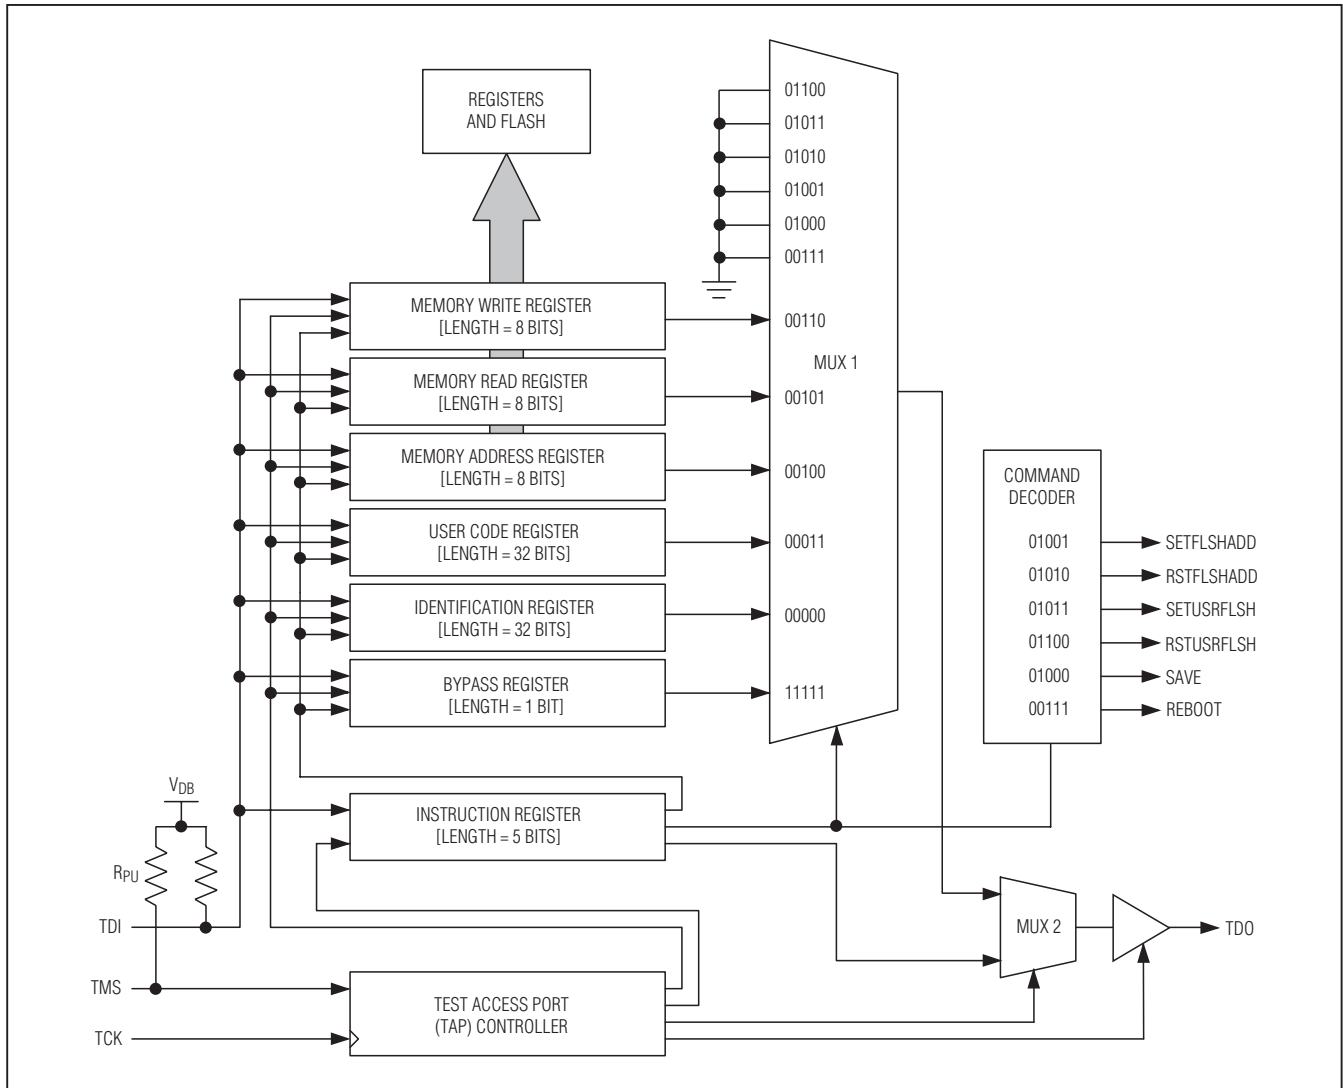 REGISTERS
AND FLASH
MEMORY WRITE REGISTER
[LENGTH = 8 BITS]
MEMORY READ REGISTER
[LENGTH = 8 BITS]
MEMORY ADDRESS REGISTER
[LENGTH = 8 BITS]
USER CODE REGISTER
[LENGTH = 32 BITS]
IDENTIFICATION REGISTER
[LENGTH = 32 BITS]
BYPASS REGISTER
[LENGTH = 1 BIT]
INSTRUCTION REGISTER
[LENGTH = 5 BITS]
TEST ACCESS PORT
(TAP) CONTROLLER
VDB
RPU
TDI
TMS
TCK
01100
01011
01010
01001
01000
00111
00110
MUX 1
00101
00100
00011
00000
11111
COMMAND
DECODER
01001 SETFLSHADD
01010 RSTFLSHADD
01011 SETUSRFLSH
01100 RSTUSRFLSH
01000 SAVE
00111 REBOOT
MUX 2
TDO